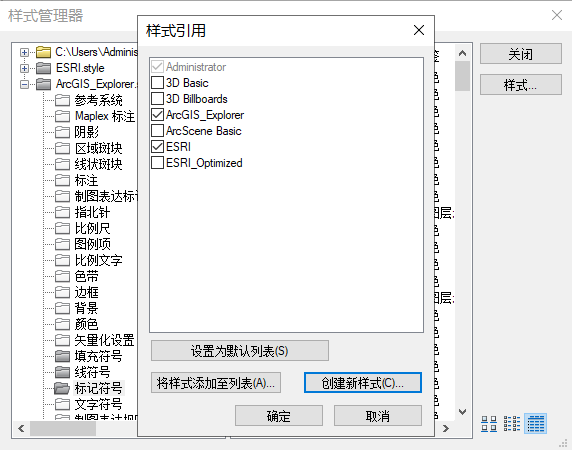 样式管理器
C:\Users\Adminis
ESRI.style
ArcGIS_Explorer.
参考系统
Maplex 标注
阴影
区域斑块
线状斑块
标注
制图表达标
指北针
比例尺
图例项
比例文字
色带
边框
背景
颜色
矢量化设置
填充符号
线符号
标记符号
文字符号
样式引用
Administrator
3D Basic
3D Billboards
ArcGIS_Explorer
ArcScene Basic
ESRI
ESRI_Optimized
设置为默认列表(S)
将样式添加至列表(A)...
创建新样式(C)...
确定
取消
关闭
样式...